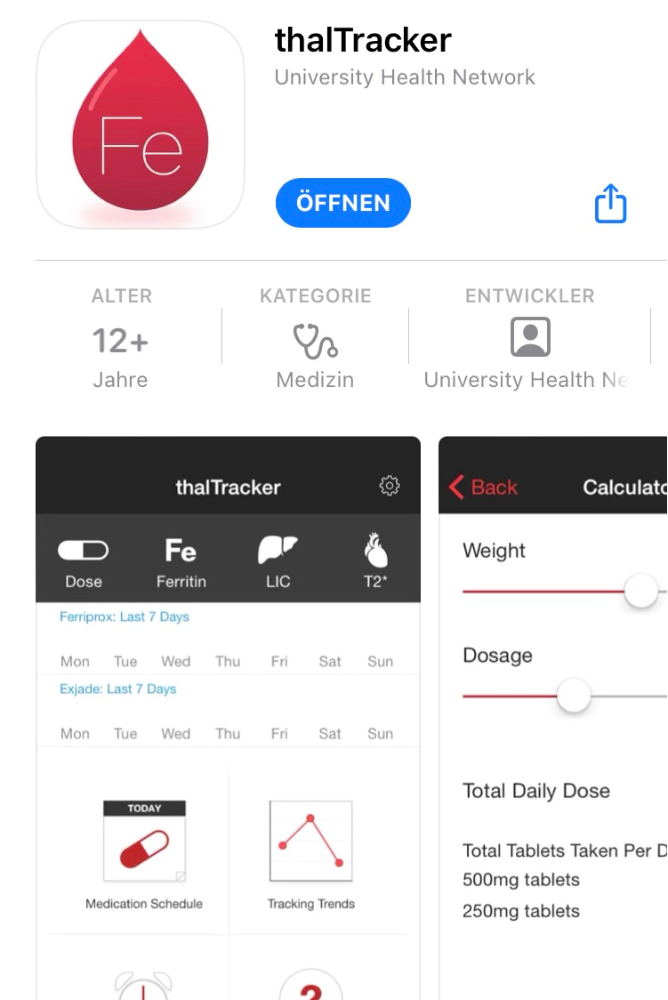 thalTracker
University Health Network
Fe
ÖFFNEN
ALTER
12+
Jahre
KATEGORIE
Medizin
ENTWICKLER
University Health Ne
thalTracker
Dose
Fe
Ferritin
LIC
T2*
Ferriprox: Last 7 Days
Mon Tue Wed Thu Fri Sat Sun
Exjade: Last 7 Days
Mon Tue Wed Thu Fri Sat Sun
TODAY
Medication Schedule
Tracking Trends
?
Back
Calculato
Weight
Dosage
Total Daily Dose
Total Tablets Taken Per D
500mg tablets
250mg tablets